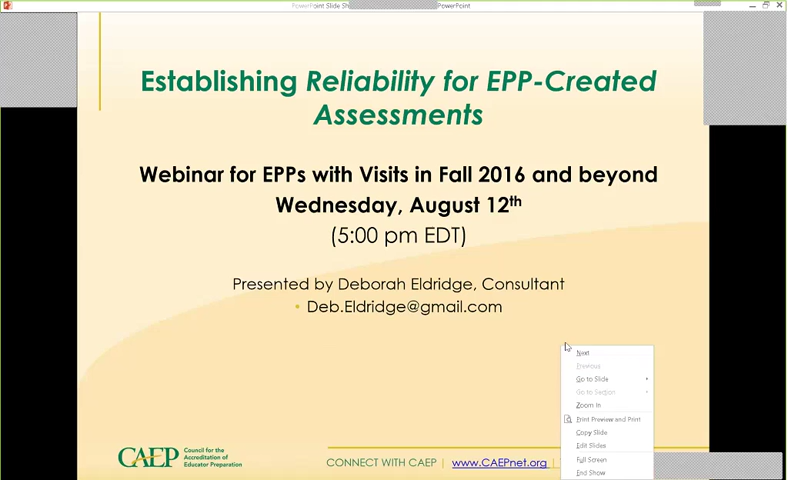 PowerPoint Slide Sh
PowerPoint
Establishing Reliability for EPP-Created
Assessments
Webinar for EPPs with Visits in Fall 2016 and beyond
Wednesday, August 12th
(5:00 pm EDT)
Presented by Deborah Eldridge, Consultant
• Deb.Eldridge@gmail.com
Next
Previous
Go to Slide
Go to Section
Zoom In
Print Preview and Print
Copy Slide
Edit Slides
Full Screen
End Show
CAEP
Council for the
Accreditation of
Educator Preparation
CONNECT WITH CAEP | www.CAEPnet.org |